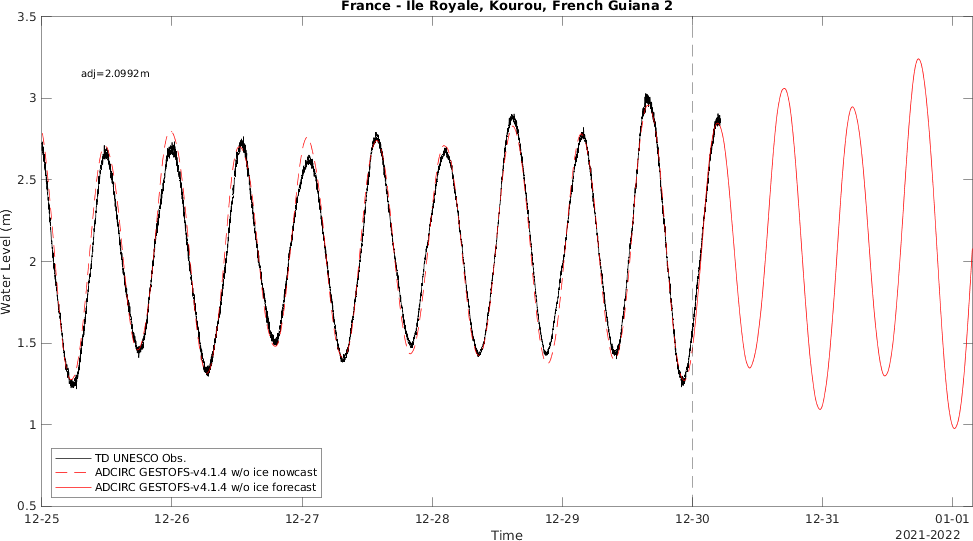 France - Ile Royale, Kourou, French Guiana 2
3.5
3
2.5
2
1.5
1
0.5
Water Level (m)
adj=2.0992m
TD UNESCO Obs.
ADCIRC GESTOFS-v4.1.4 w/o ice nowcast
ADCIRC GESTOFS-v4.1.4 w/o ice forecast
12-25 12-26 12-27 12-28 12-29 12-30 12-31 01-01
Time
2021-2022